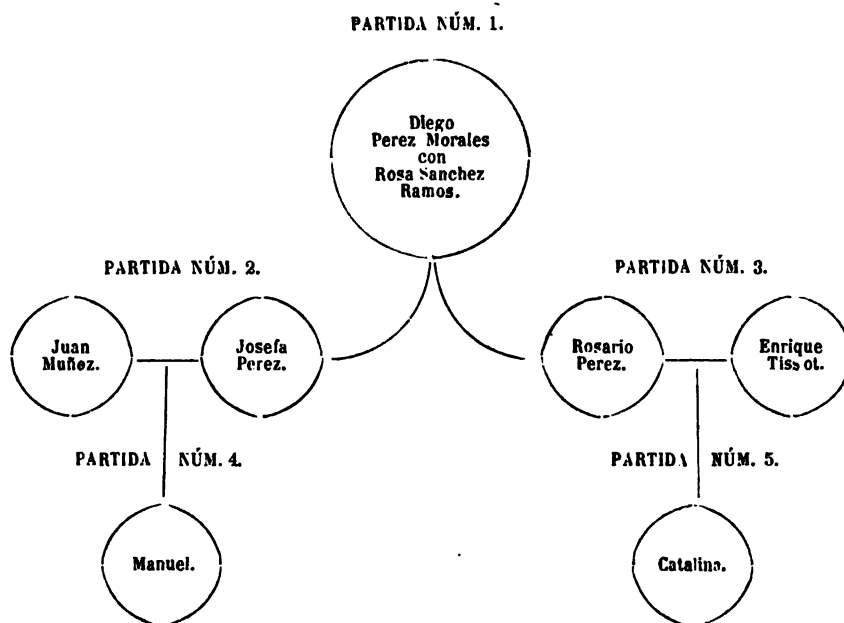 PARTIDA NÚM. 1.
Diego
Perez Morales
con
Rosa Sanchez
Ramos.
PARTIDA NÚM. 2.
PARTIDA NÚM. 3.
Juan
Muñoz.
Josefa
Perez.
Rosario
Perez.
Enrique
Tissot.
PARTIDA NÚM. 4.
PARTIDA NÚM. 5.
Manuel.
Catalina.